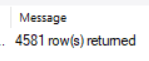 Message
.. 4581 row(s) returned